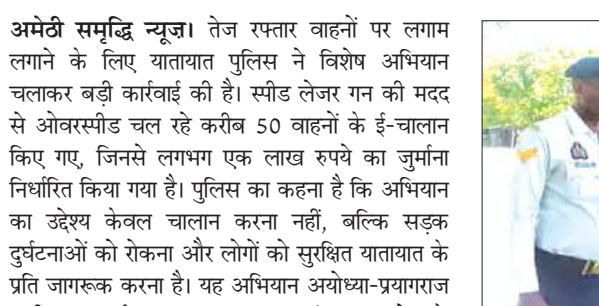 अमेठी समृद्धि न्यूज। तेज रफ्तार वाहनों पर लगाम
लगाने के लिए यातायात पुलिस ने विशेष अभियान
चलाकर बड़ी कार्रवाई की है। स्पीड लेजर गन की मदद
से ओवरस्पीड चल रहे करीब 50 वाहनों के ई-चालान
किए गए, जिनसे लगभग एक लाख रुपये का जुर्माना
निर्धारित किया गया है। पुलिस का कहना है कि अभियान
का उद्देश्य केवल चालान करना नहीं, बल्कि सड़क
दुर्घटनाओं को रोकना और लोगों को सुरक्षित यातायात के
प्रति जागरूक करना है। यह अभियान अयोध्या-प्रयागराज